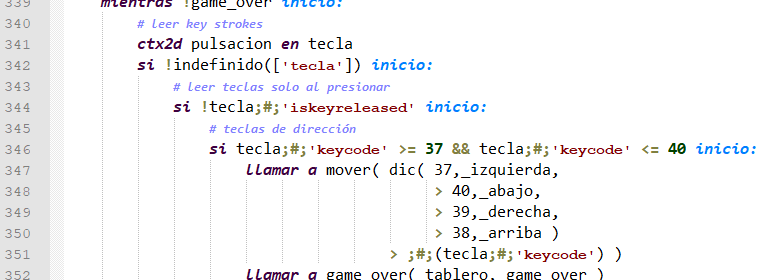 339 mientras !game_over inicio:
340 # leer key strokes
341 ctx2d pulsacion en tecla
342 si !indefinido(['tecla']) inicio:
343 # leer teclas solo al presionar
344 si !tecla;#;'iskeyreleased' inicio:
345 # teclas de dirección
346 si tecla;#;'keycode' >= 37 && tecla;#;'keycode' <= 40 inicio:
347 llamar a mover( dic( 37,_izquierda,
348 > 40,_abajo,
349 > 39,_derecha,
350 > 38,_arriba )
351 > ;#;(tecla;#;'keycode') )
352 llamar a game_over( tablero, game_over )